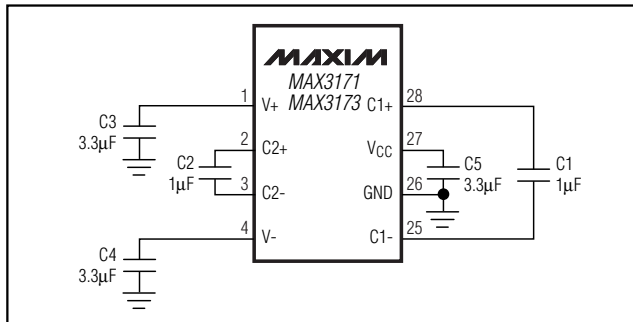 MAXIM
MAX3171
MAX3173
1
V+
C1+
28
C3
3.3µF
2
C2+
VCC
27
C2
1µF
C5
3.3µF
C1
1µF
3
C2-
GND
26
4
V-
C1-
25
C4
3.3µF